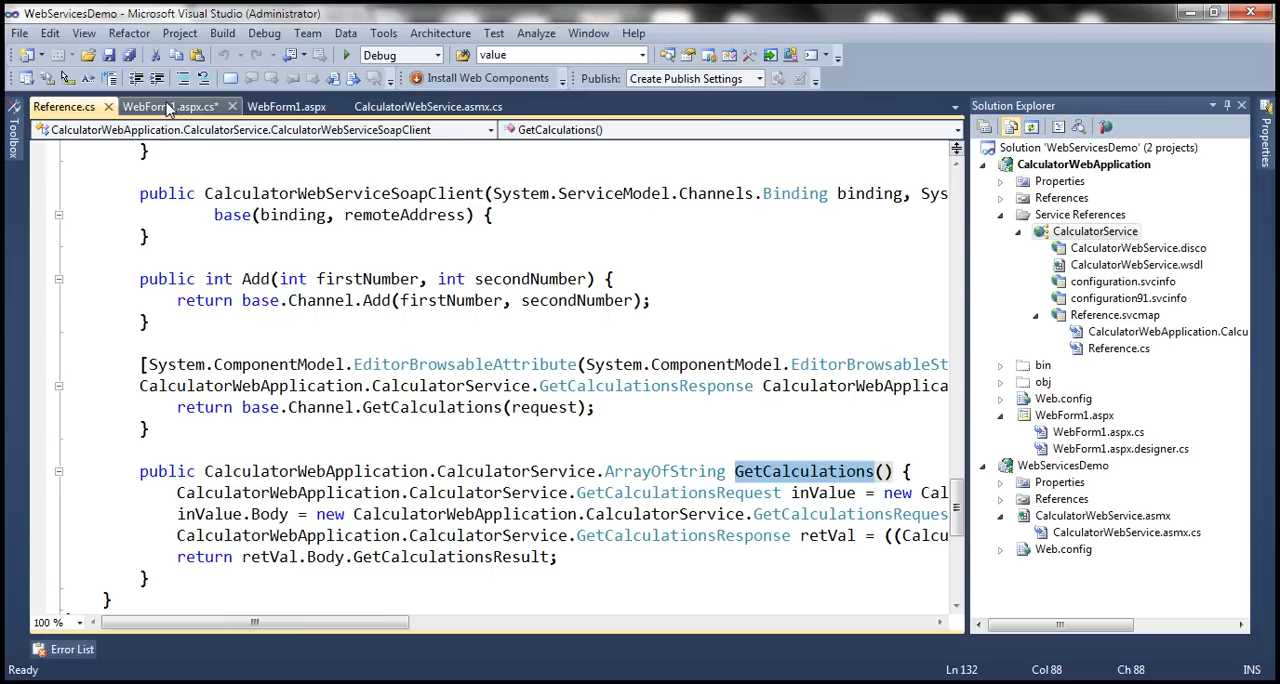 WebServicesDemo - Microsoft Visual Studio (Administrator)
File Edit View Refactor Project Build Debug Team Data Tools Architecture Test Analyze Window Help
Debug value
Install Web Components Publish: Create Publish Settings
Reference.cs WebForm1.aspx.cs* WebForm1.aspx CalculatorWebService.asmx.cs
CalculatorWebApplication.CalculatorService.CalculatorWebServiceSoapClient GetCalculations()
}
public CalculatorWebServiceSoapClient(System.ServiceModel.Channels.Binding binding, Sys
base(binding, remoteAddress) {
}
public int Add(int firstNumber, int secondNumber) {
return base.Channel.Add(firstNumber, secondNumber);
}
[System.ComponentModel.EditorBrowsableAttribute(System.ComponentModel.EditorBrowsableSt
CalculatorWebApplication.CalculatorService.GetCalculationsResponse CalculatorWebApplica
return base.Channel.GetCalculations(request);
}
public CalculatorWebApplication.CalculatorService.ArrayOfString GetCalculations() {
CalculatorWebApplication.CalculatorService.GetCalculationsRequest inValue = new Cal
inValue.Body = new CalculatorWebApplication.CalculatorService.GetCalculationsReques
CalculatorWebApplication.CalculatorService.GetCalculationsResponse retVal = ((Calcu
return retVal.Body.GetCalculationsResult;
}
}
100 %
Toolbox
Error List
Ready Ln 132 Col 88 Ch 88 INS
Solution Explorer
Solution 'WebServicesDemo' (2 projects)
CalculatorWebApplication
Properties
References
Service References
CalculatorService
CalculatorWebService.disco
CalculatorWebService.wsdl
configuration.svcinfo
configuration91.svcinfo
Reference.svcmap
CalculatorWebApplication.Calcu
Reference.cs
bin
obj
Web.config
WebForm1.aspx
WebForm1.aspx.cs
WebForm1.aspx.designer.cs
WebServicesDemo
Properties
References
CalculatorWebService.asmx
CalculatorWebService.asmx.cs
Web.config
Properties